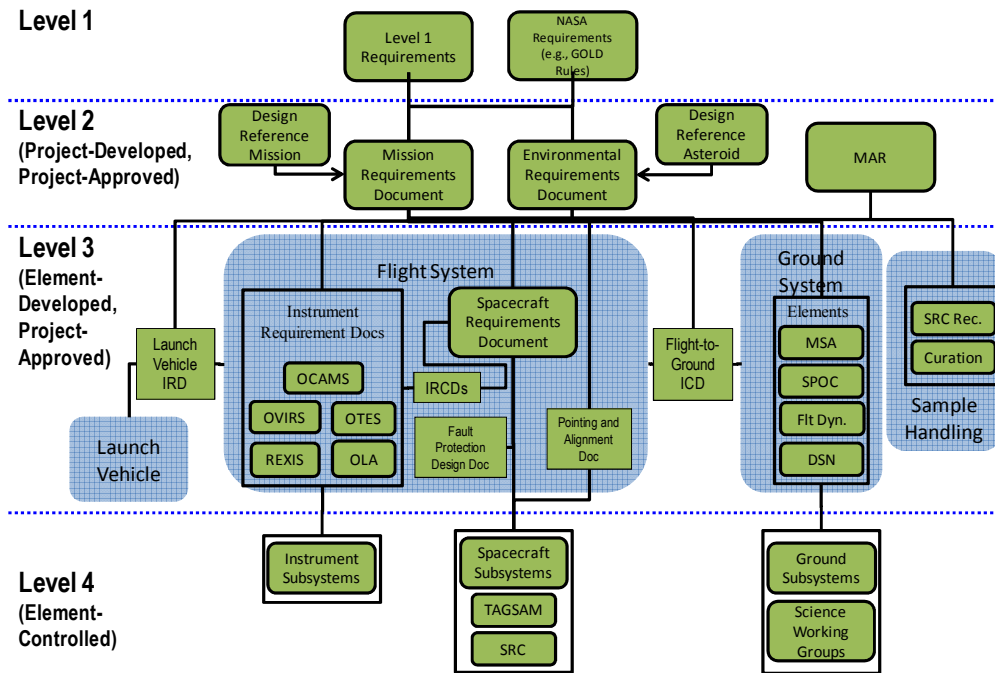 Level 1
Level 1
Requirements
NASA
Requirements
(e.g., GOLD
Rules)
Level 2
(Project-Developed,
Project-Approved)
Design
Reference
Mission
Mission
Requirements
Document
Environmental
Requirements
Document
Design
Reference
Asteroid
MAR
Level 3
(Element-
Developed,
Project-
Approved)
Launch
Vehicle
IRD
Launch
Vehicle
Flight System
Instrument
Requirement Docs
OCAMS
OVIRS
OTES
REXIS
OLA
IRCDs
Spacecraft
Requirements
Document
Fault
Protection
Design Doc
Pointing and
Alignment
Doc
Flight-to-
Ground
ICD
Ground
System
Elements
MSA
SPOC
Flt Dyn.
DSN
SRC Rec.
Curation
Sample
Handling
Level 4
(Element-
Controlled)
Instrument
Subsystems
Spacecraft
Subsystems
TAGSAM
SRC
Ground
Subsystems
Science
Working
Groups